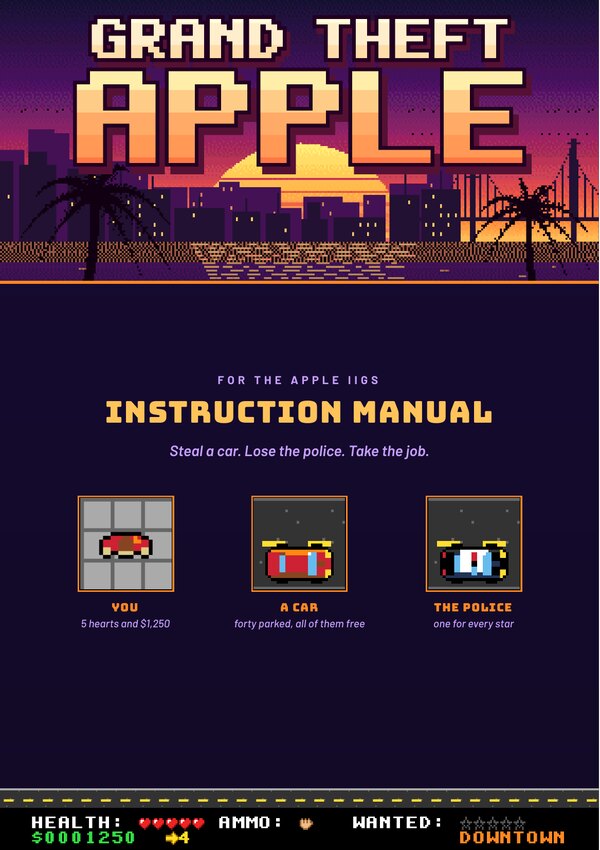 GRAND THEFT
APPLE
FOR THE APPLE IIGS
INSTRUCTION MANUAL
Steal a car. Lose the police. Take the job.
YOU
5 hearts and $1,250
A CAR
forty parked, all of them free
THE POLICE
one for every star
HEALTH: AMMO: WANTED:
$0001250 4 DOWNTOWN